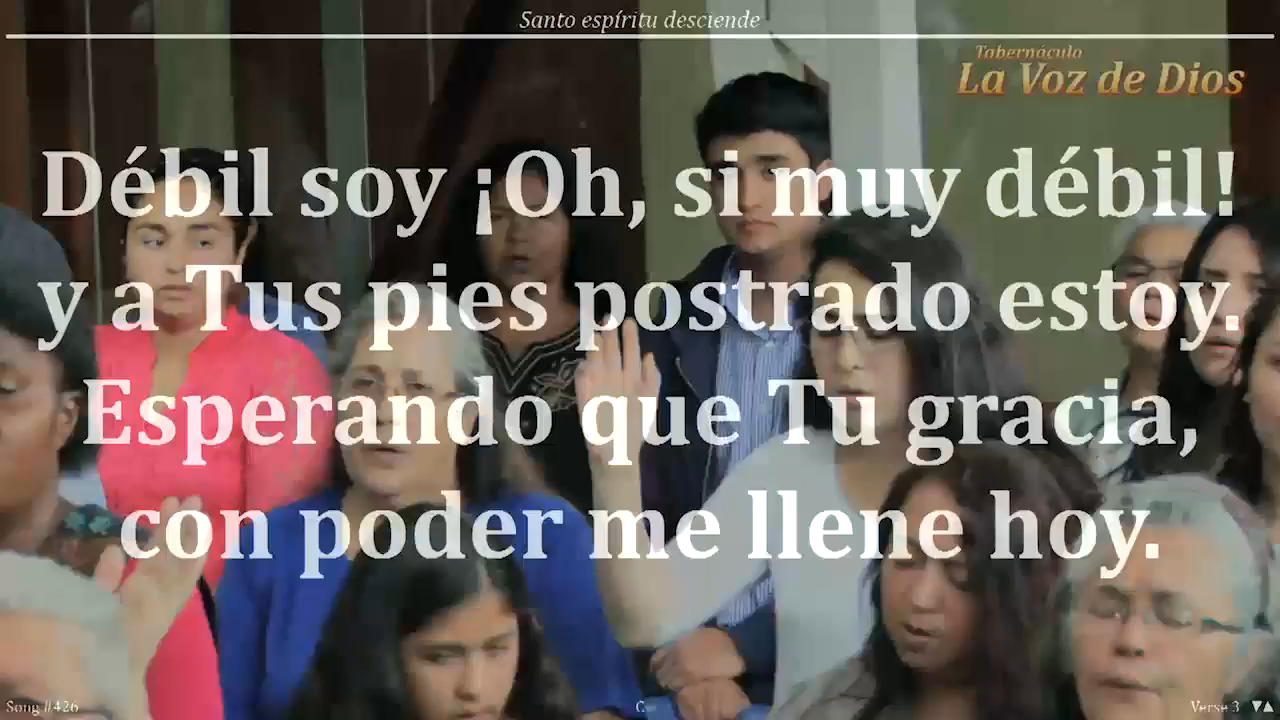 Santo espíritu desciende
Tabernáculo
La Voz de Dios
Débil soy ¡Oh, si muy débil!
y a Tus pies postrado estoy.
Esperando que Tu gracia,
con poder me llene hoy.
Song #426
Verse 3 ▼▲